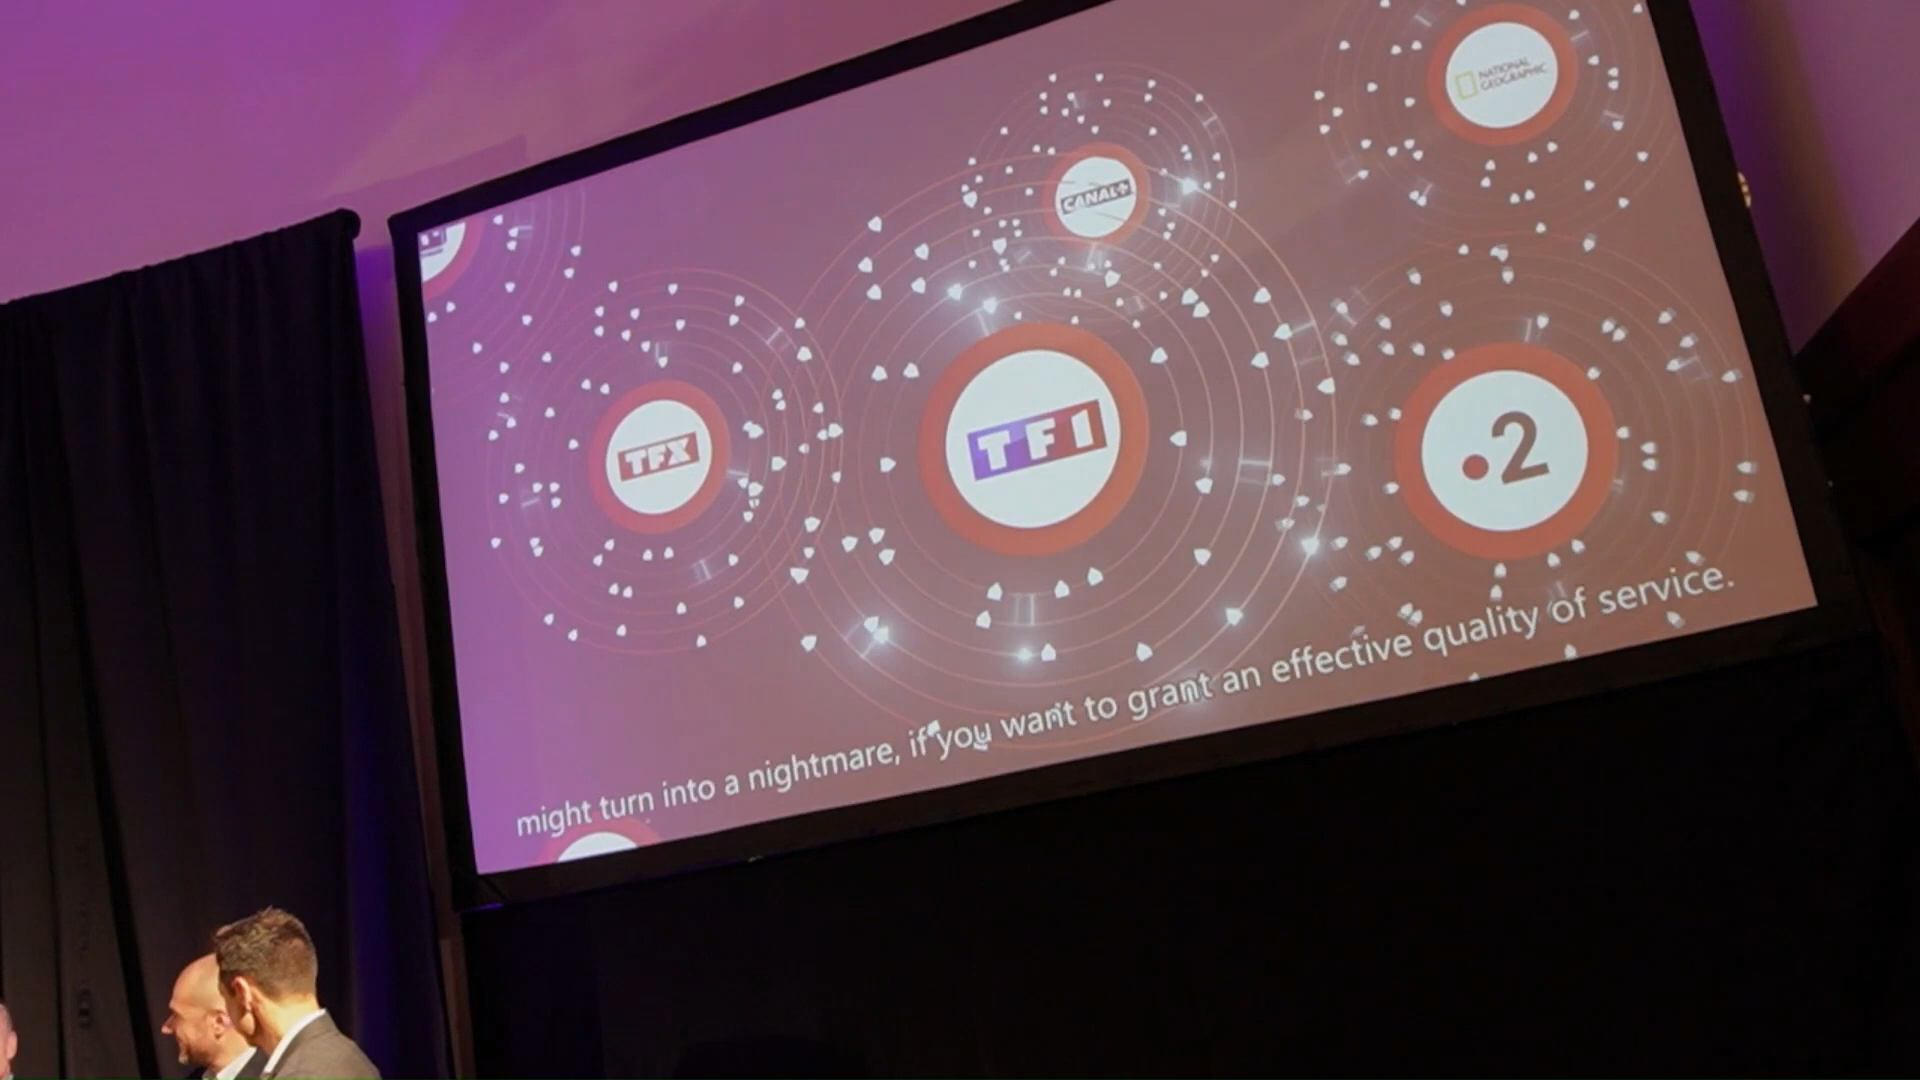 NATIONAL
GEOGRAPHIC
CANAL+
TFX
TF1
.2
might turn into a nightmare, if you want to grant an effective quality of service.